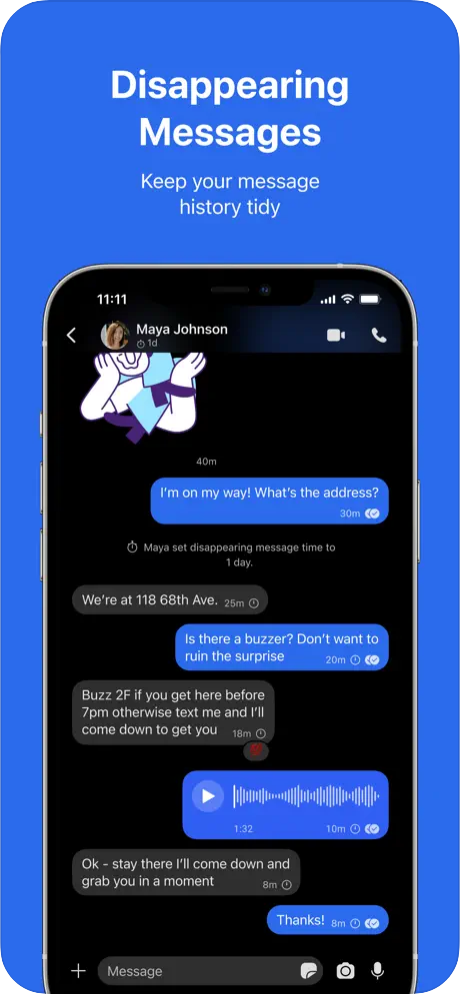 Disappearing
Messages
Keep your message
history tidy
11:11
Maya Johnson
1d
40m
I'm on my way! What's the address?
30m
Maya set disappearing message time to
1 day.
We're at 118 68th Ave. 25m
Is there a buzzer? Don't want to
ruin the surprise 20m
Buzz 2F if you get here before
7pm otherwise text me and I'll
come down to get you 18m
💯
1:32 10m
Ok - stay there I'll come down and
grab you in a moment 8m
Thanks! 8m
Message